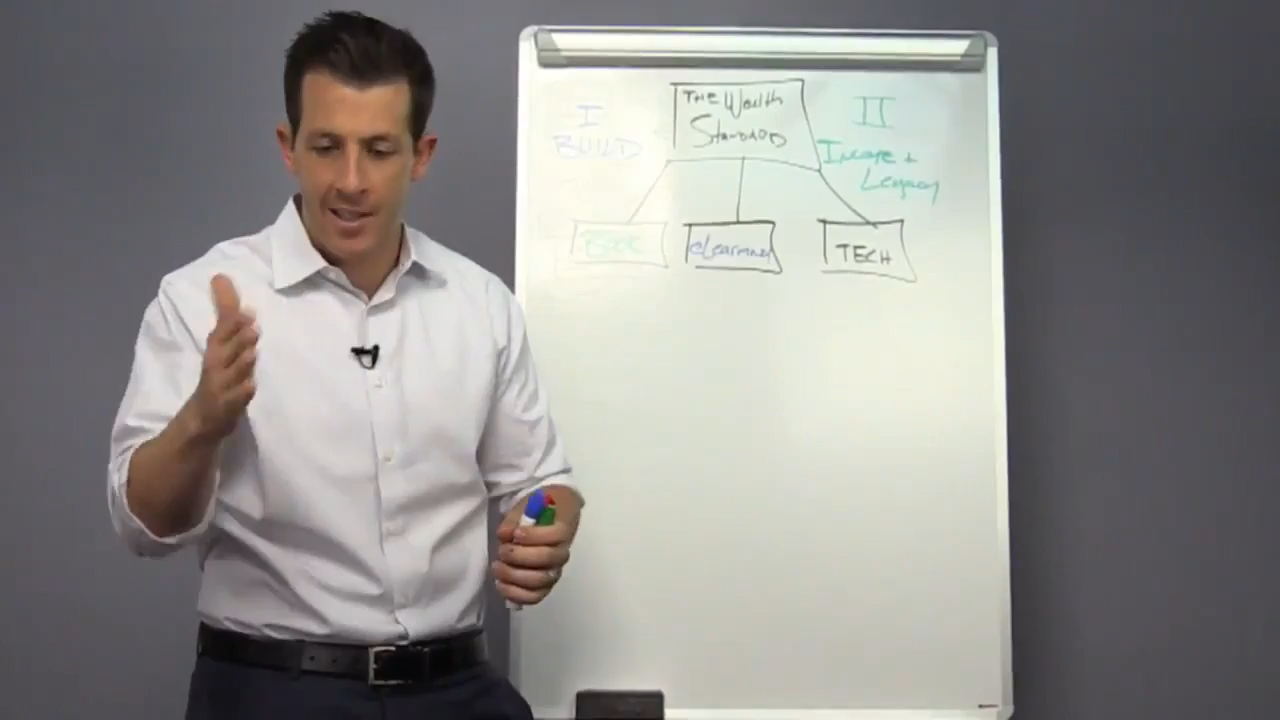 THE Wealth
Standard
I
BUILD
II
Income +
Legacy
BOOK
eLearning
TECH